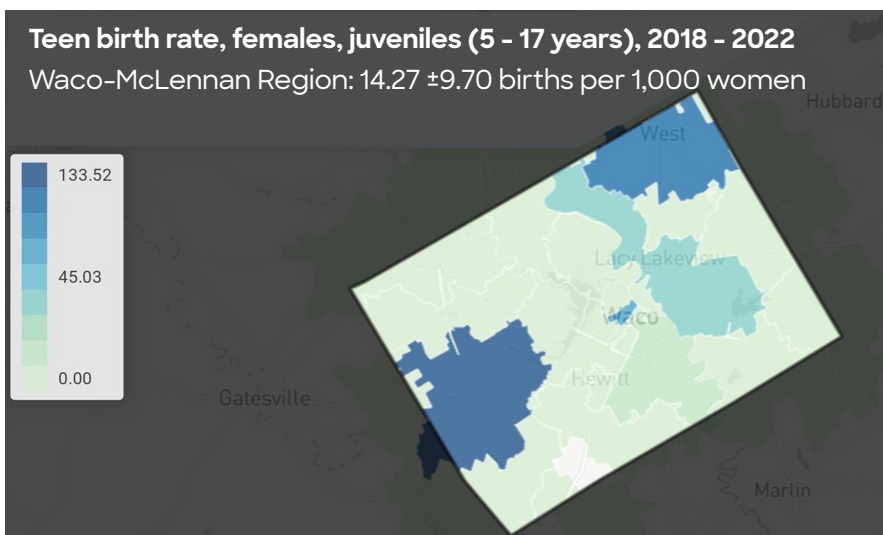 Teen birth rate, females, juveniles (5 - 17 years), 2018 - 2022
Waco-McLennan Region: 14.27 ±9.70 births per 1,000 women
Hubbard
West
133.52
Lacy Lakeview
45.03
Waco
0.00
Hewitt
Gatesville
Marlin